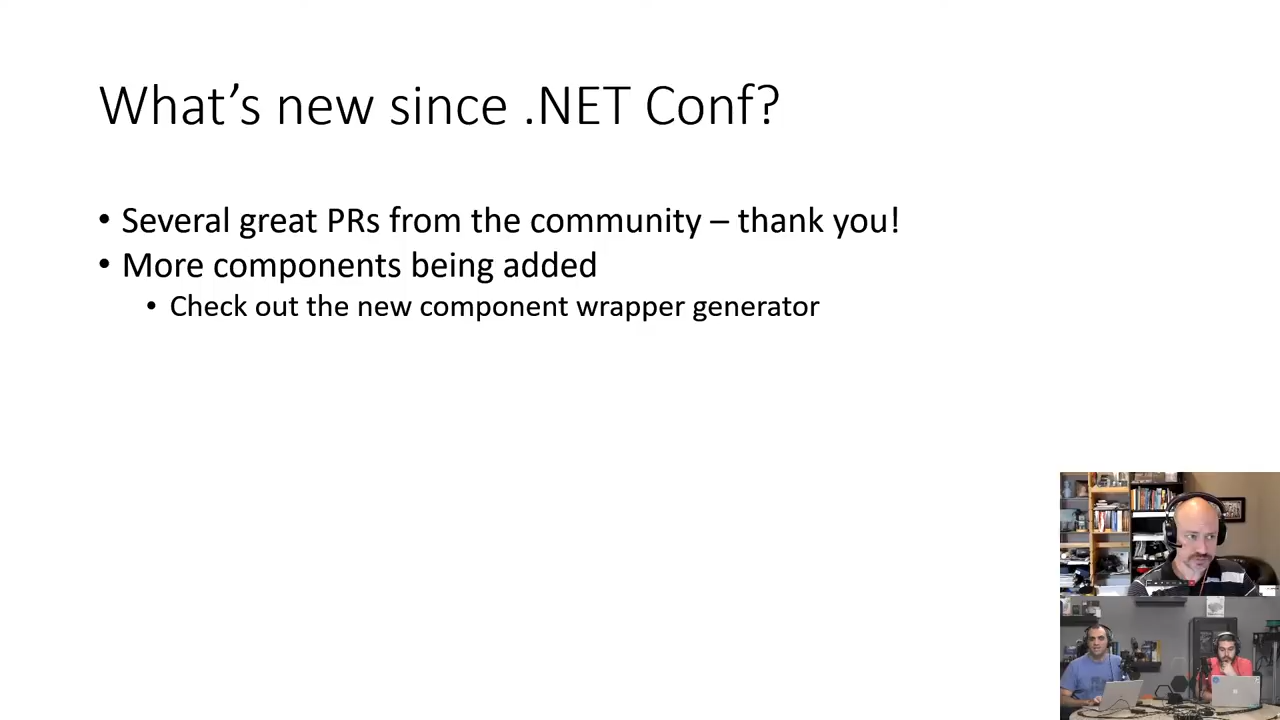 What’s new since .NET Conf?
• Several great PRs from the community – thank you!
• More components being added
• Check out the new component wrapper generator